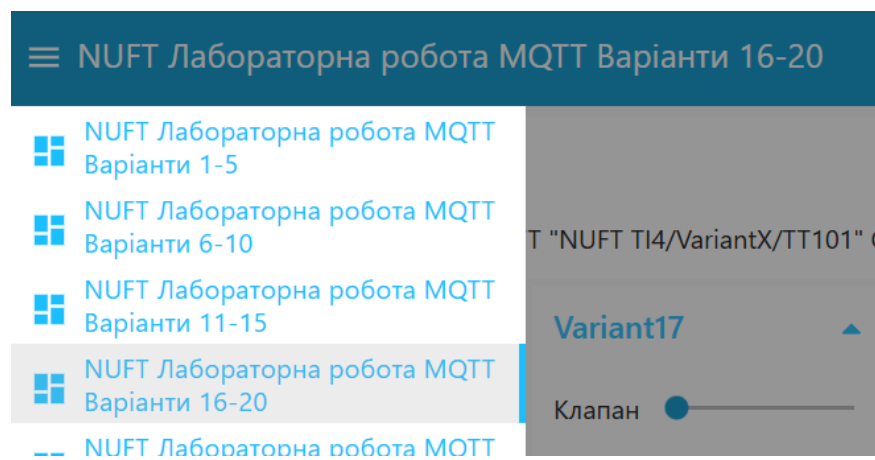 NUFT Лабораторна робота MQTT Варіанти 16-20
NUFT Лабораторна робота MQTT
Варіанти 1-5
NUFT Лабораторна робота MQTT
Варіанти 6-10
NUFT Лабораторна робота MQTT
Варіанти 11-15
NUFT Лабораторна робота MQTT
Варіанти 16-20
NUFT Лабораторна робота MQTT
T "NUFT TI4/VariantX/TT101"
Variant17
Клапан